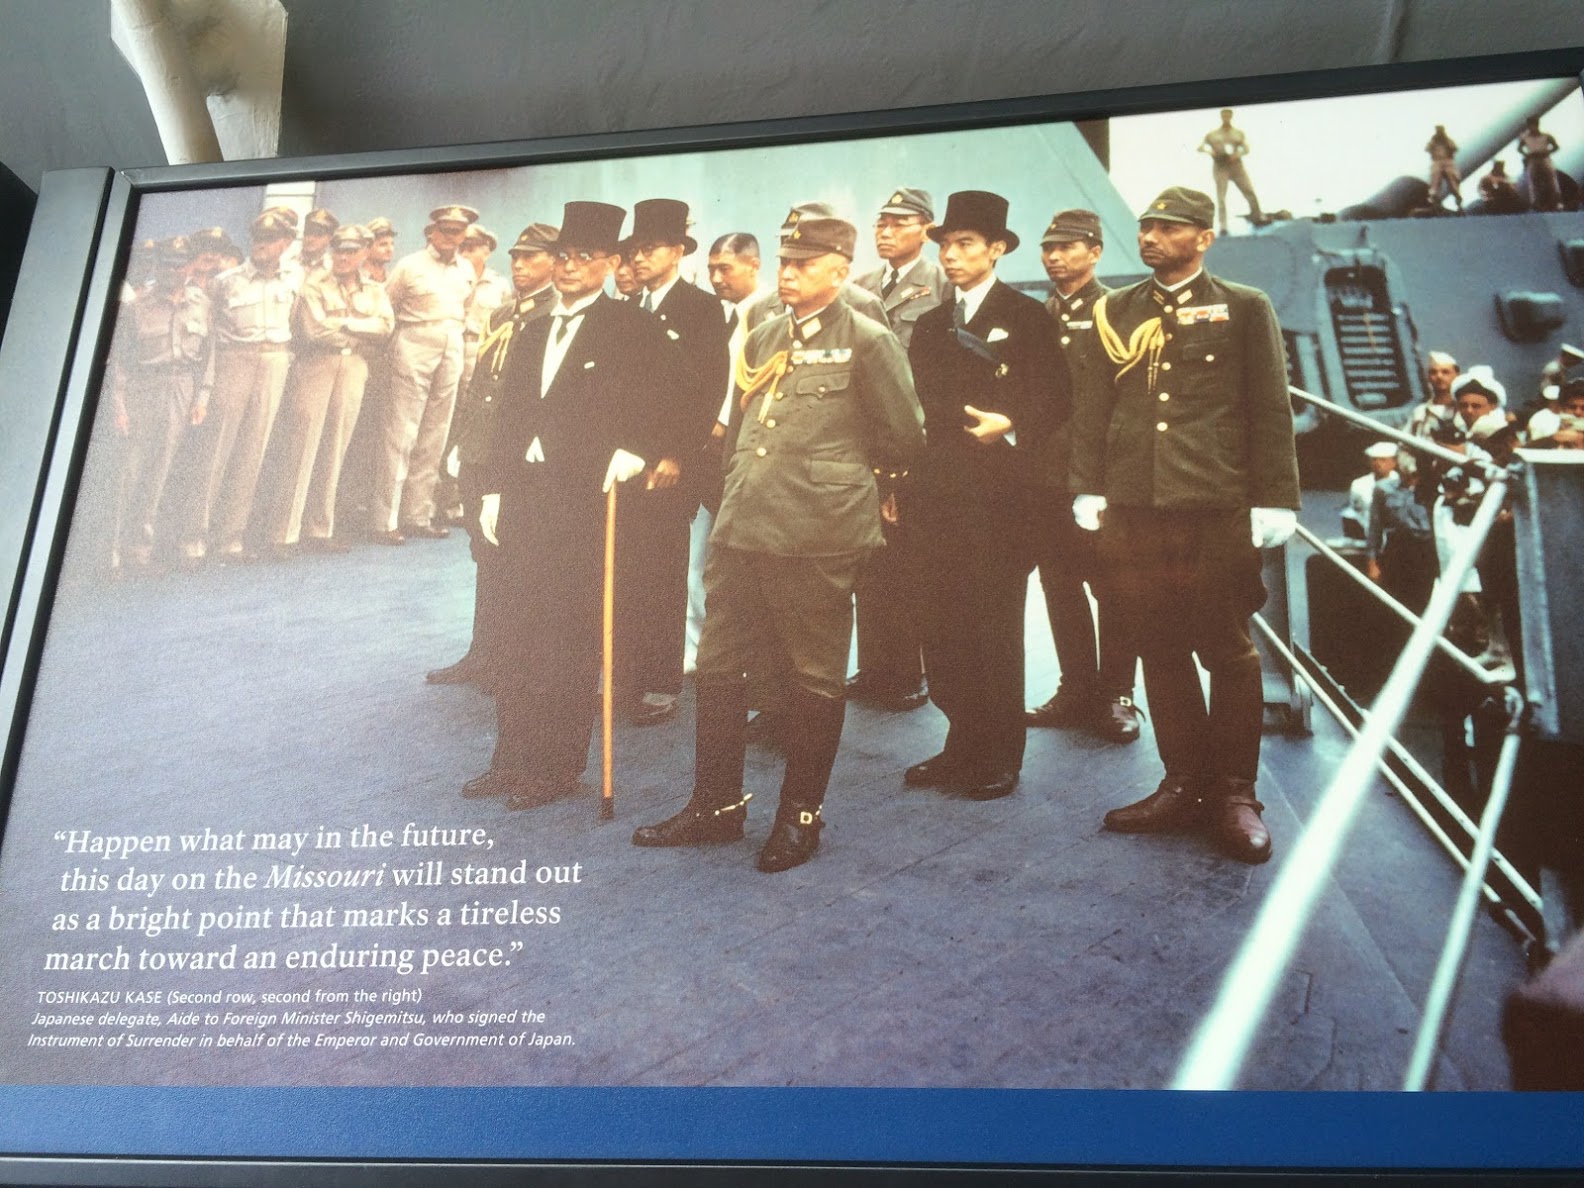 “Happen what may in the future,
this day on the Missouri will stand out
as a bright point that marks a tireless
march toward an enduring peace.”
TOSHIKAZU KASE (Second row, second from the right)
Japanese delegate, Aide to Foreign Minister Shigemitsu, who signed the
Instrument of Surrender in behalf of the Emperor and Government of Japan.